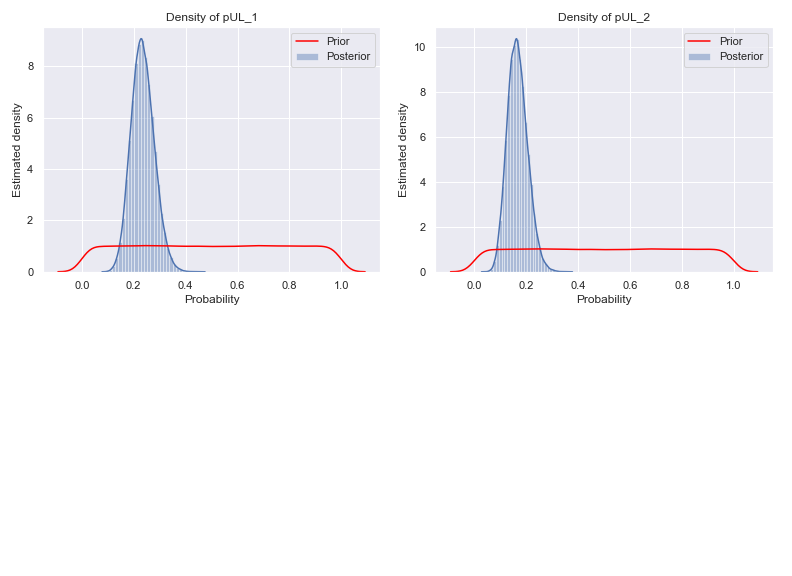 Density of pUL_1
Prior
Posterior
Estimated density
8
6
4
2
0
0.0 0.2 0.4 0.6 0.8 1.0
Probability
Density of pUL_2
Prior
Posterior
Estimated density
10
8
6
4
2
0
0.0 0.2 0.4 0.6 0.8 1.0
Probability